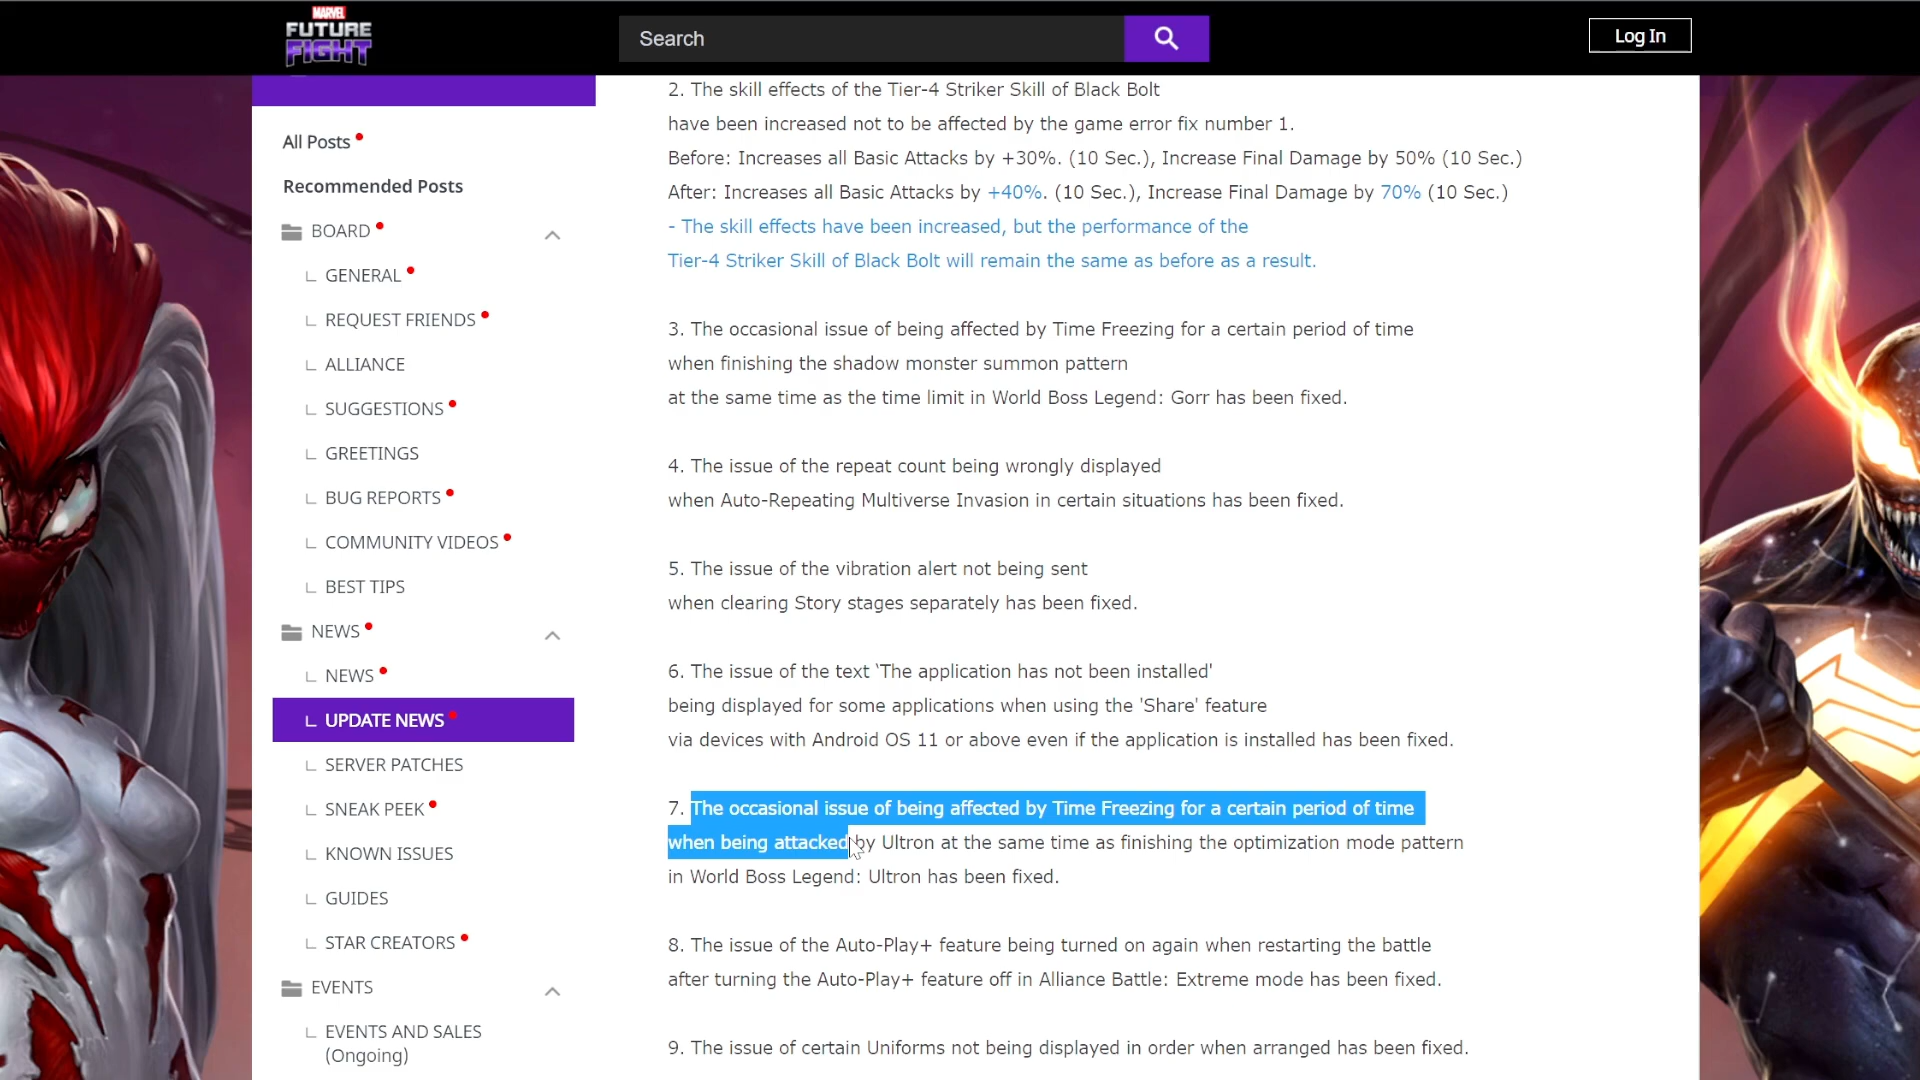 MARVEL
FUTURE
FIGHT
Search
Log In
All Posts
Recommended Posts
BOARD
GENERAL
REQUEST FRIENDS
ALLIANCE
SUGGESTIONS
GREETINGS
BUG REPORTS
COMMUNITY VIDEOS
BEST TIPS
NEWS
NEWS
UPDATE NEWS
SERVER PATCHES
SNEAK PEEK
KNOWN ISSUES
GUIDES
STAR CREATORS
EVENTS
EVENTS AND SALES
(Ongoing)
2. The skill effects of the Tier-4 Striker Skill of Black Bolt
have been increased not to be affected by the game error fix number 1.
Before: Increases all Basic Attacks by +30%. (10 Sec.), Increase Final Damage by 50% (10 Sec.)
After: Increases all Basic Attacks by +40%. (10 Sec.), Increase Final Damage by 70% (10 Sec.)
- The skill effects have been increased, but the performance of the
Tier-4 Striker Skill of Black Bolt will remain the same as before as a result.
3. The occasional issue of being affected by Time Freezing for a certain period of time
when finishing the shadow monster summon pattern
at the same time as the time limit in World Boss Legend: Gorr has been fixed.
4. The issue of the repeat count being wrongly displayed
when Auto-Repeating Multiverse Invasion in certain situations has been fixed.
5. The issue of the vibration alert not being sent
when clearing Story stages separately has been fixed.
6. The issue of the text ‘The application has not been installed'
being displayed for some applications when using the 'Share' feature
via devices with Android OS 11 or above even if the application is installed has been fixed.
7. The occasional issue of being affected by Time Freezing for a certain period of time
when being attacked by Ultron at the same time as finishing the optimization mode pattern
in World Boss Legend: Ultron has been fixed.
8. The issue of the Auto-Play+ feature being turned on again when restarting the battle
after turning the Auto-Play+ feature off in Alliance Battle: Extreme mode has been fixed.
9. The issue of certain Uniforms not being displayed in order when arranged has been fixed.